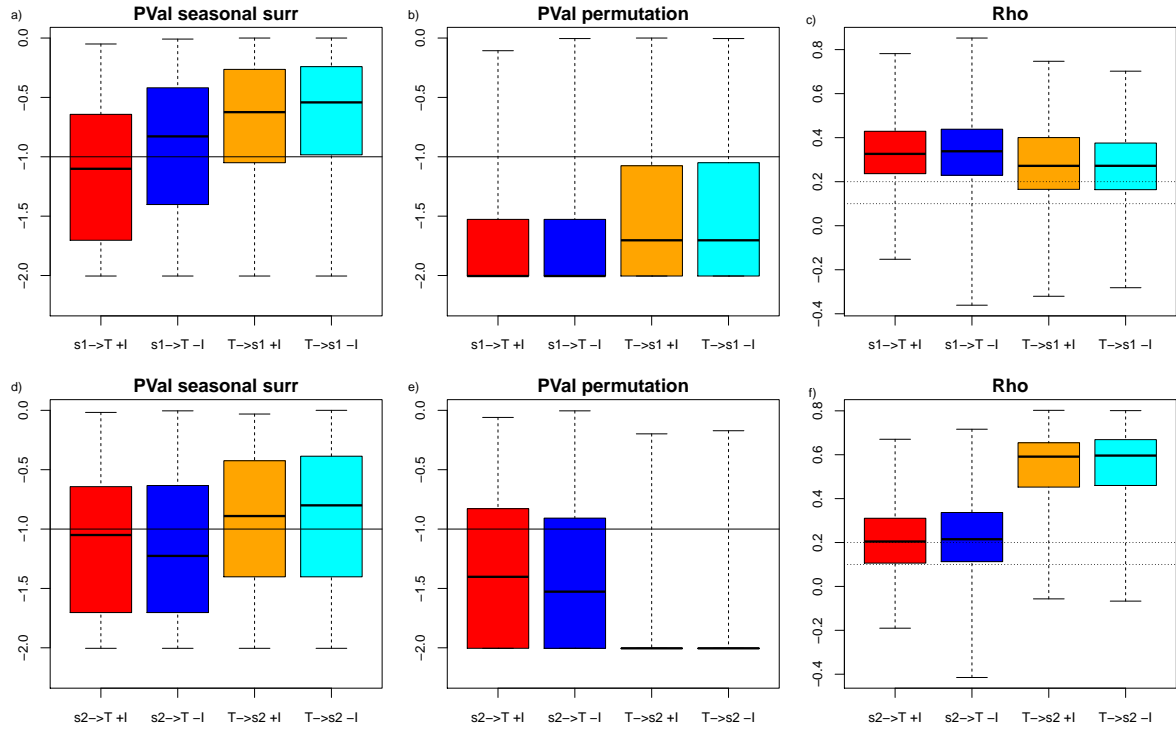 a)
PVal seasonal surr
0.0
−0.5
−1.0
−1.5
−2.0
s1−>T +I
s1−>T −I
T−>s1 +I
T−>s1 −I
b)
PVal permutation
0.0
−0.5
−1.0
−1.5
−2.0
s1−>T +I
s1−>T −I
T−>s1 +I
T−>s1 −I
c)
Rho
0.8
0.6
0.4
0.2
0.0
−0.2
−0.4
s1−>T +I
s1−>T −I
T−>s1 +I
T−>s1 −I
d)
PVal seasonal surr
0.0
−0.5
−1.0
−1.5
−2.0
s2−>T +I
s2−>T −I
T−>s2 +I
T−>s2 −I
e)
PVal permutation
0.0
−0.5
−1.0
−1.5
−2.0
s2−>T +I
s2−>T −I
T−>s2 +I
T−>s2 −I
f)
Rho
0.8
0.6
0.4
0.2
0.0
−0.2
−0.4
s2−>T +I
s2−>T −I
T−>s2 +I
T−>s2 −I